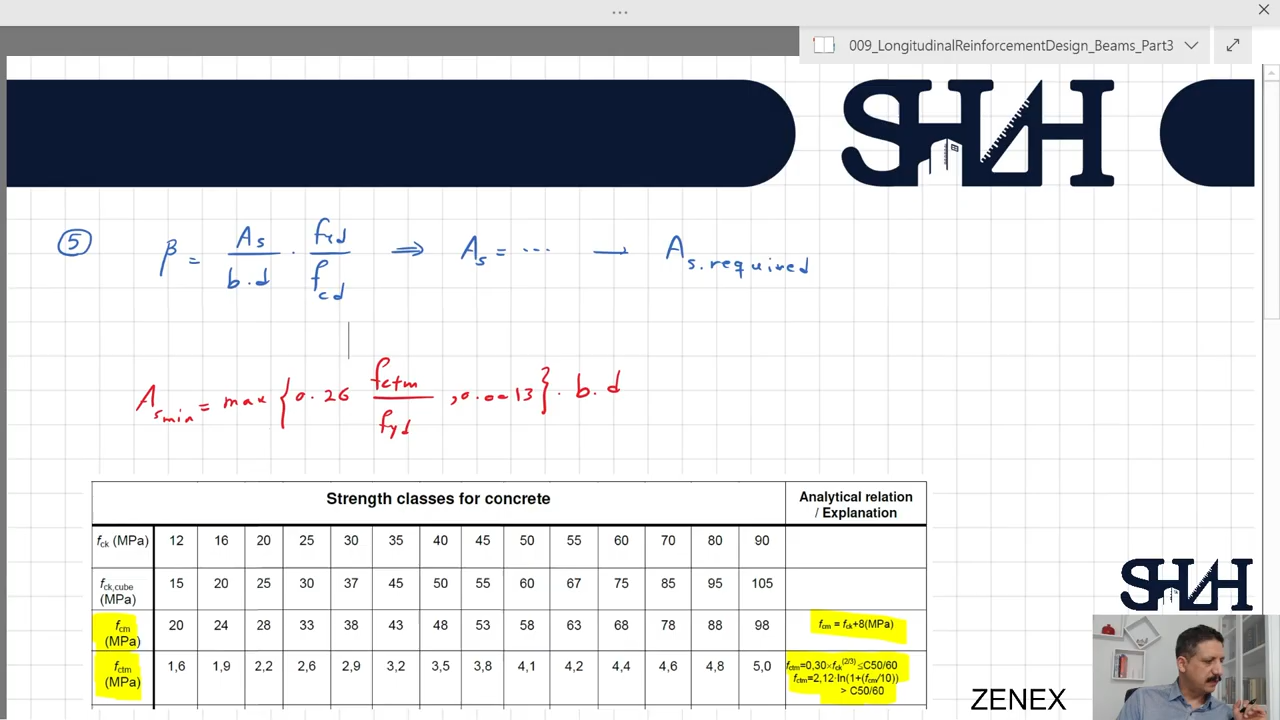 009_LongitudinalReinforcementDesign_Beams_Part3
SHZH
5 β = As/b.d . fyd/fcd ⇒ As = ... → As.required
Asmin = max {0.26 fctm/fyd , 0.0013} . b.d
Strength classes for concrete Analytical relation / Explanation
fck (MPa) 12 16 20 25 30 35 40 45 50 55 60 70 80 90
fck,cube (MPa) 15 20 25 30 37 45 50 55 60 67 75 85 95 105
fcm (MPa) 20 24 28 33 38 43 48 53 58 63 68 78 88 98 fcm = fck+8(MPa)
fctm (MPa) 1,6 1,9 2,2 2,6 2,9 3,2 3,5 3,8 4,1 4,2 4,4 4,6 4,8 5,0 fctm=0,30×fck(2/3) ≤C50/60
fctm=2,12·ln(1+(fcm/10))
> C50/60
SHZH
ZENEX